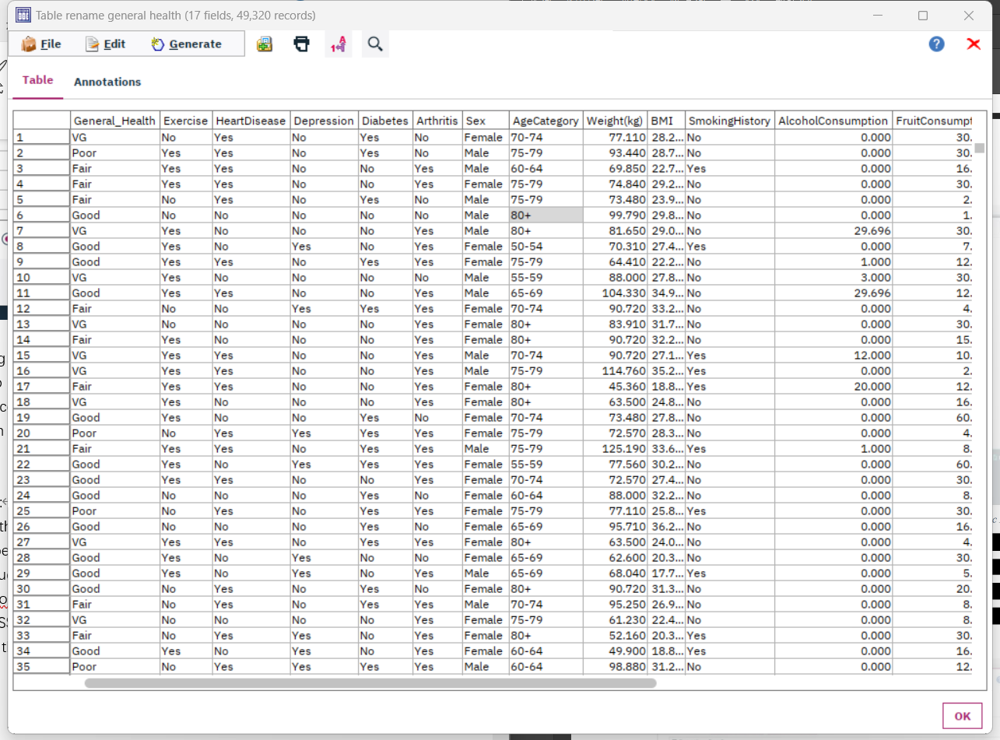 Table rename general health (17 fields, 49,320 records)
File Edit Generate
Table Annotations
General_Health Exercise HeartDisease Depression Diabetes Arthritis Sex AgeCategory Weight(kg) BMI SmokingHistory AlcoholConsumption FruitConsumpt
1 VG No Yes No Yes No Female 70-74 77.110 28.2... No 0.000 30.
2 Poor Yes Yes No Yes No Male 75-79 93.440 28.7... No 0.000 30.
3 Fair Yes Yes No No Yes Male 60-64 69.850 22.7... Yes 0.000 16.
4 Fair Yes Yes No No Yes Female 75-79 74.840 29.2... No 0.000 30.
5 Fair No Yes No Yes No Male 75-79 73.480 23.9... No 0.000 2.
6 Good No No No No No Male 80+ 99.790 29.8... No 0.000 1.
7 VG Yes No No No Yes Male 80+ 81.650 29.0... No 29.696 30.
8 Good Yes No Yes No Yes Female 50-54 70.310 27.4... Yes 0.000 7.
9 Good Yes Yes No Yes Yes Female 75-79 64.410 22.2... No 1.000 12.
10 VG Yes No No No No Male 55-59 88.000 27.8... No 3.000 30.
11 Good Yes Yes No No Yes Male 65-69 104.330 34.9... No 29.696 12.
12 Fair No No Yes Yes Yes Female 70-74 90.720 33.2... No 0.000 4.
13 VG No No No No Yes Female 80+ 83.910 31.7... No 0.000 30.
14 Fair Yes No No No Yes Female 80+ 90.720 32.2... No 0.000 15.
15 VG Yes Yes No No Yes Male 70-74 90.720 27.1... Yes 12.000 10.
16 VG Yes Yes No No Yes Male 75-79 114.760 35.2... Yes 0.000 2.
17 Fair Yes Yes No No Yes Female 80+ 45.360 18.8... Yes 20.000 12.
18 VG Yes No No No Yes Female 80+ 63.500 24.8... No 0.000 16.
19 Good Yes No No Yes No Female 70-74 73.480 27.8... No 0.000 60.
20 Poor No Yes Yes Yes Yes Female 75-79 72.570 28.3... No 0.000 4.
21 Fair Yes Yes No Yes Yes Male 75-79 125.190 33.6... Yes 1.000 8.
22 Good Yes No Yes Yes Yes Female 55-59 77.560 30.2... No 0.000 60.
23 Good Yes Yes No No Yes Female 70-74 72.570 27.4... No 0.000 30.
24 Good No No No Yes No Female 60-64 88.000 32.2... No 0.000 8.
25 Poor No Yes No Yes Yes Female 75-79 77.110 25.8... Yes 0.000 30.
26 Good No No No Yes No Female 65-69 95.710 36.2... No 0.000 16.
27 VG Yes Yes No Yes Yes Female 80+ 63.500 24.0... No 0.000 4.
28 Good Yes No Yes No No Female 65-69 62.600 20.3... No 0.000 30.
29 Good Yes No Yes No Yes Male 65-69 68.040 17.7... Yes 0.000 5.
30 Good No Yes No Yes No Female 80+ 90.720 31.3... No 0.000 20.
31 Fair No Yes No Yes Yes Male 70-74 95.250 26.9... No 0.000 8.
32 VG No No No No Yes Female 75-79 61.230 22.4... No 0.000 8.
33 Fair No Yes Yes No Yes Female 80+ 52.160 20.3... Yes 0.000 30.
34 Good Yes No Yes No Yes Female 60-64 49.900 18.8... Yes 0.000 16.
35 Poor No Yes Yes Yes Yes Male 60-64 98.880 31.2... No 0.000 12.
OK